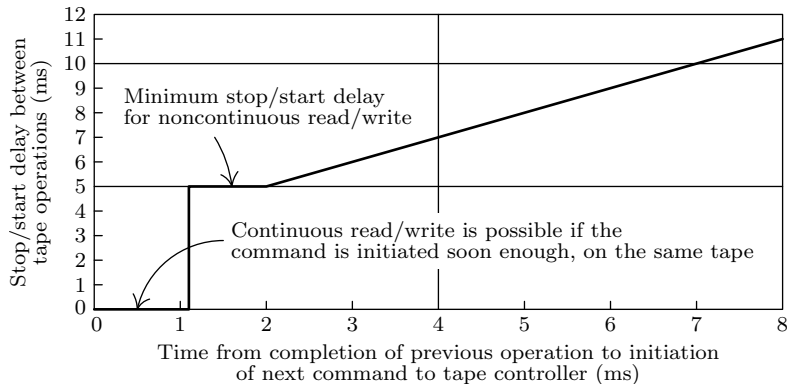 Stop/start delay between
tape operations (ms)
12
11
10
9
8
7
6
5
4
3
2
1
0
Minimum stop/start delay
for noncontinuous read/write
Continuous read/write is possible if the
command is initiated soon enough, on the same tape
0 1 2 3 4 5 6 7 8
Time from completion of previous operation to initiation
of next command to tape controller (ms)